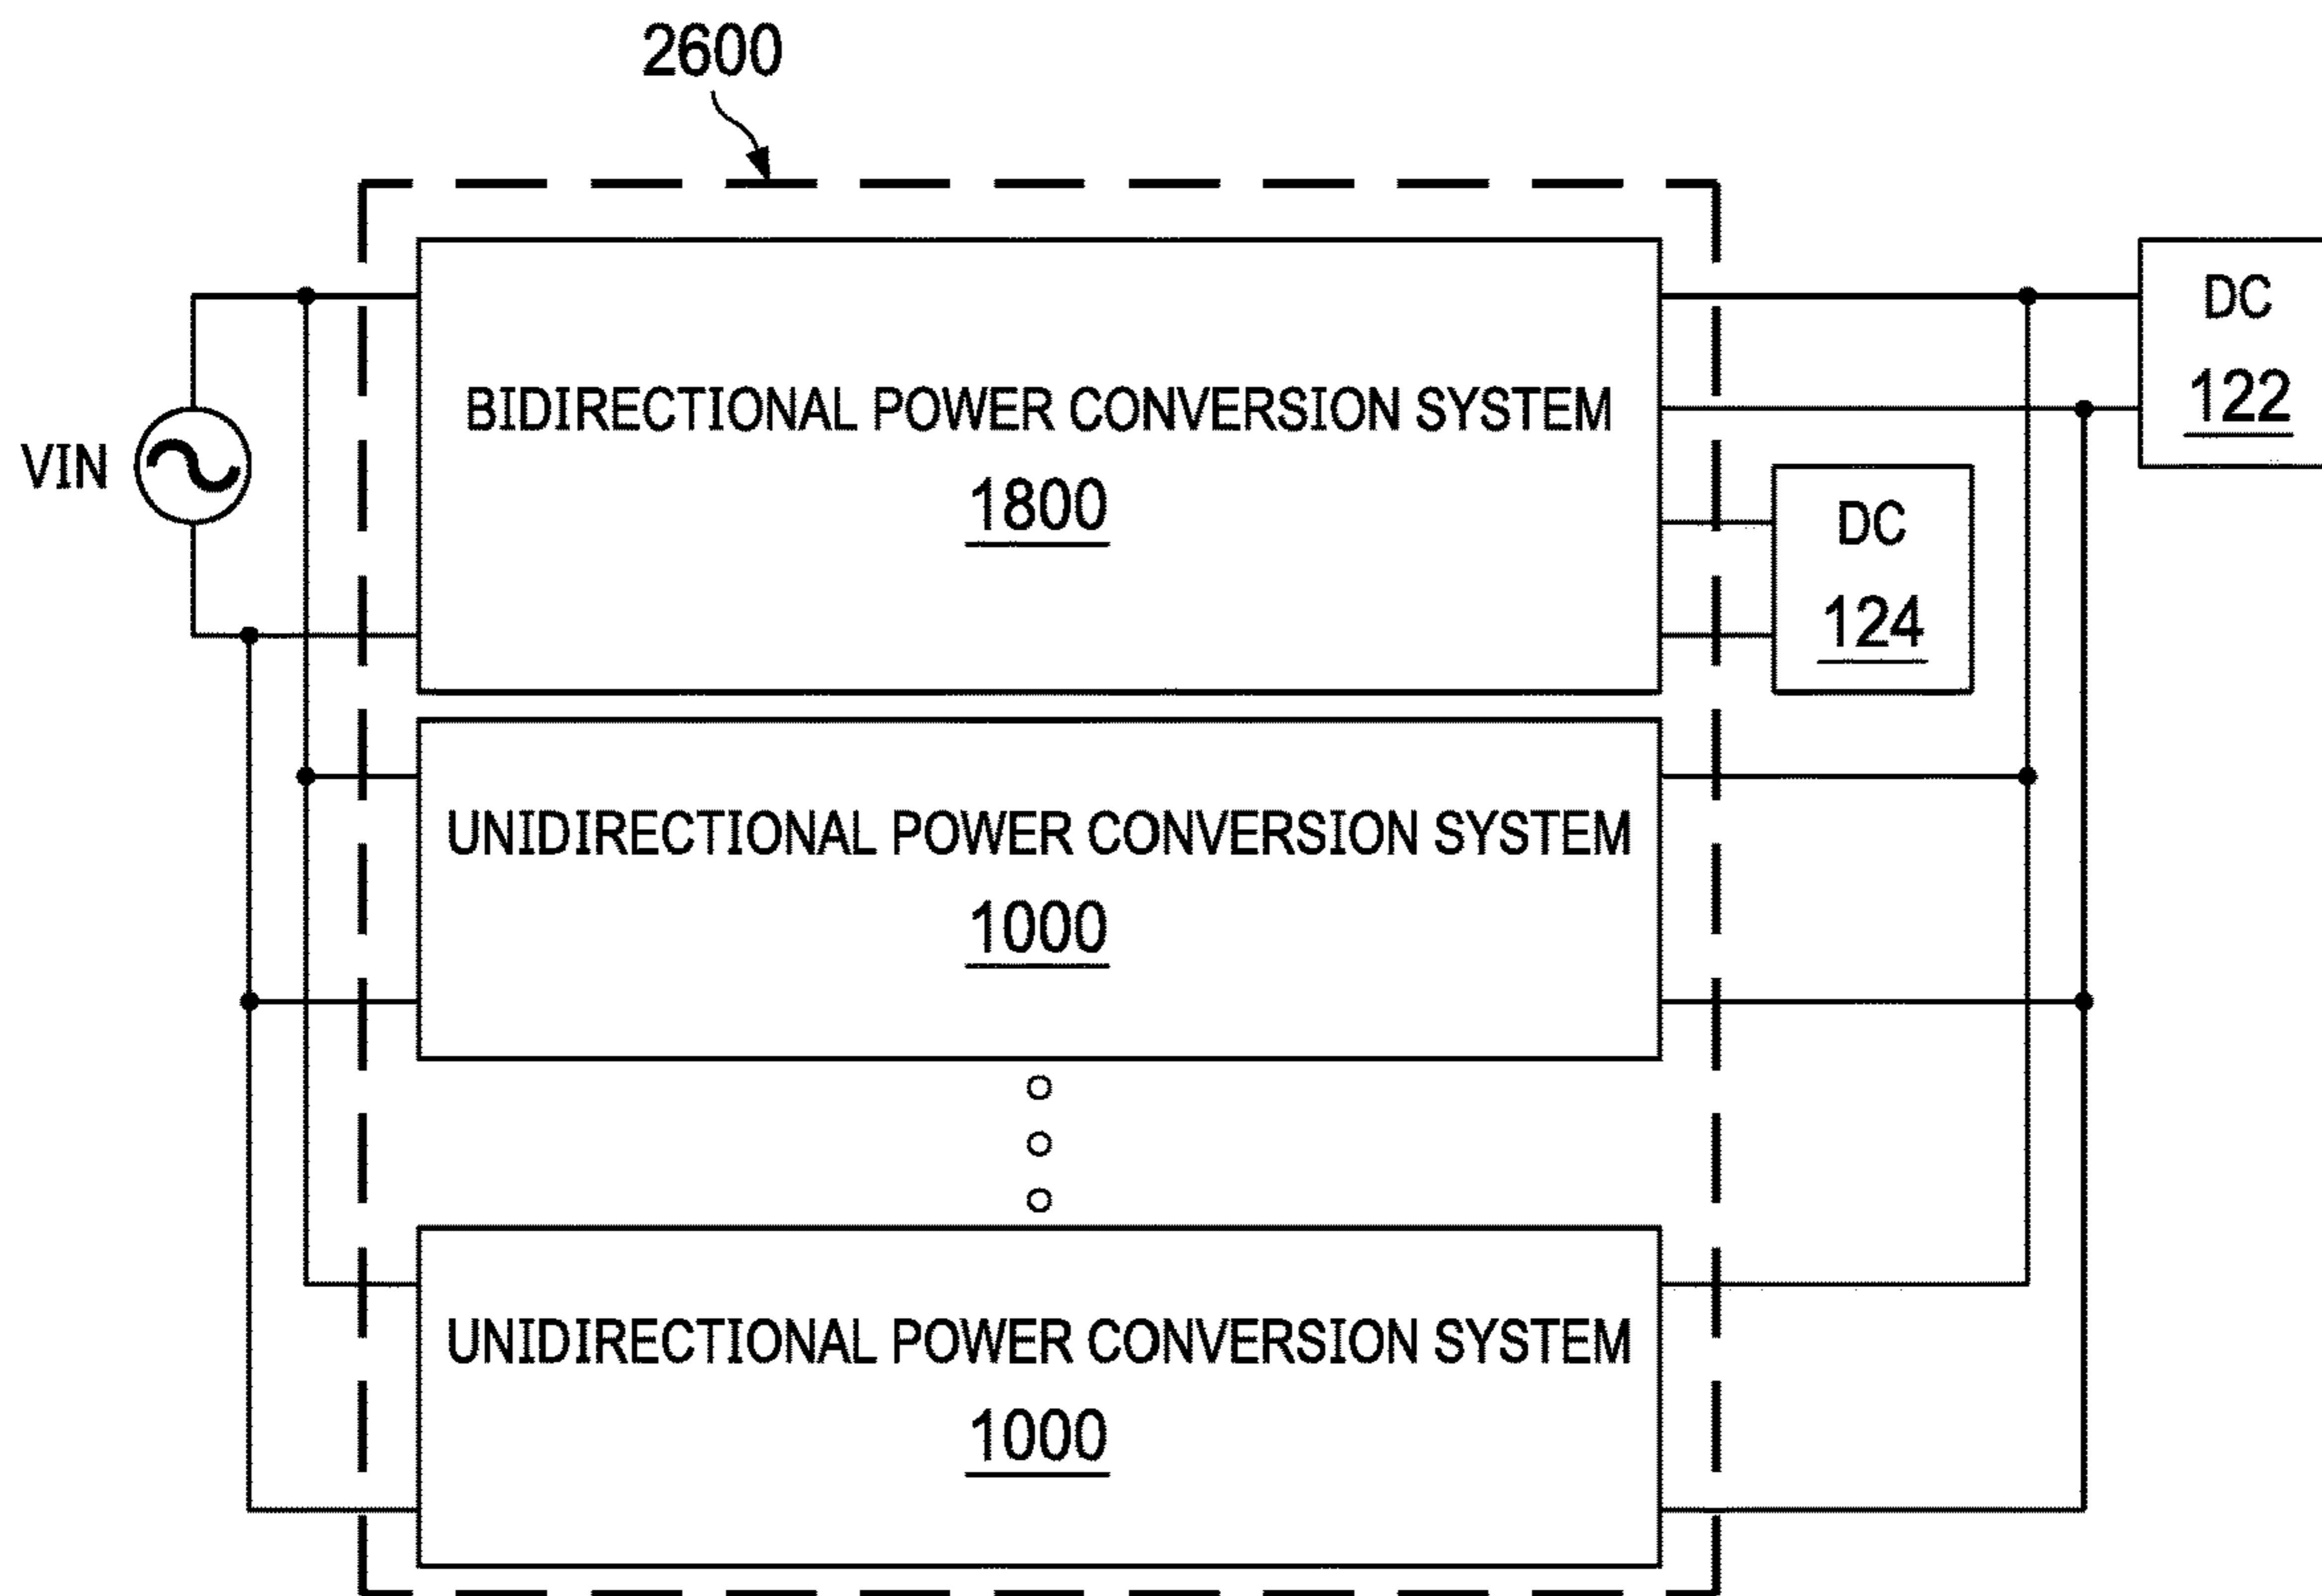 2600
VIN
BIDIRECTIONAL POWER CONVERSION SYSTEM
1800
DC
122
DC
124
UNIDIRECTIONAL POWER CONVERSION SYSTEM
1000
UNIDIRECTIONAL POWER CONVERSION SYSTEM
1000